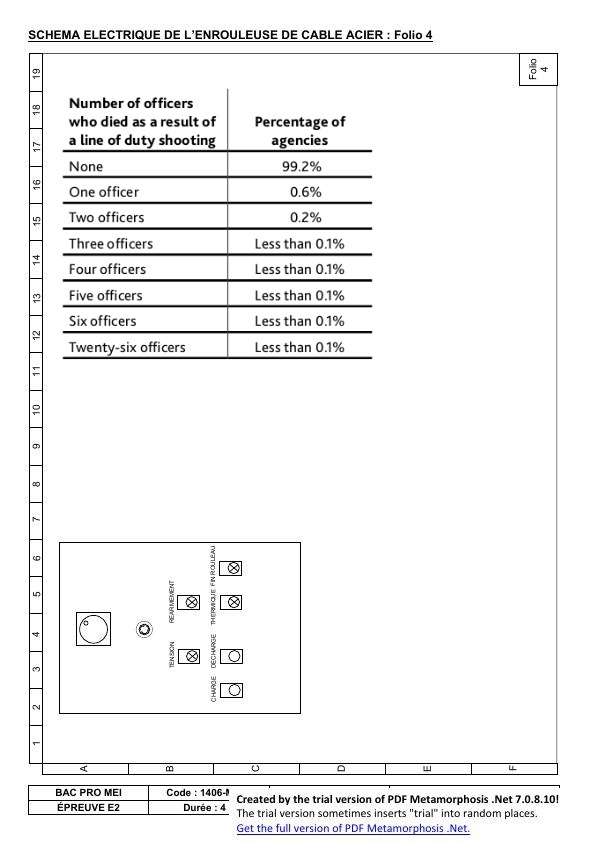 SCHEMA ELECTRIQUE DE L'ENROULEUSE DE CABLE ACIER : Folio 4
Folio
4
19
18
17
16
15
14
13
12
11
10
9
8
7
6
5
4
3
2
1
Number of officers
who died as a result of
a line of duty shooting
Percentage of
agencies
None 99.2%
One officer 0.6%
Two officers 0.2%
Three officers Less than 0.1%
Four officers Less than 0.1%
Five officers Less than 0.1%
Six officers Less than 0.1%
Twenty-six officers Less than 0.1%
TENSION
REARMEMENT
CHARGE
DECHARGE
THERMIQUE
FIN ROULEAU
A B C D E F
BAC PRO MEI Code : 1406-M
ÉPREUVE E2 Durée : 4
Created by the trial version of PDF Metamorphosis .Net 7.0.8.10!
The trial version sometimes inserts "trial" into random places.
Get the full version of PDF Metamorphosis .Net.